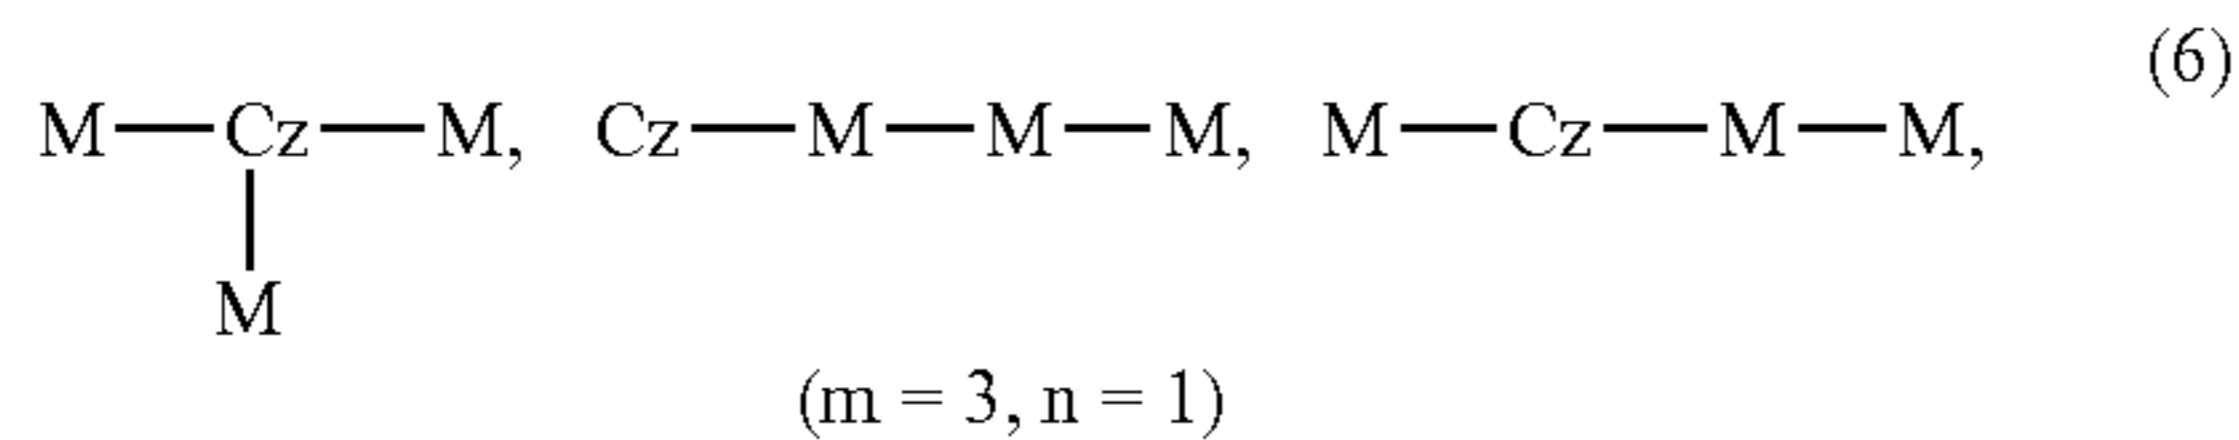 (6)
M—Cz—M, Cz—M—M—M, M—Cz—M—M,
M
(m = 3, n = 1)